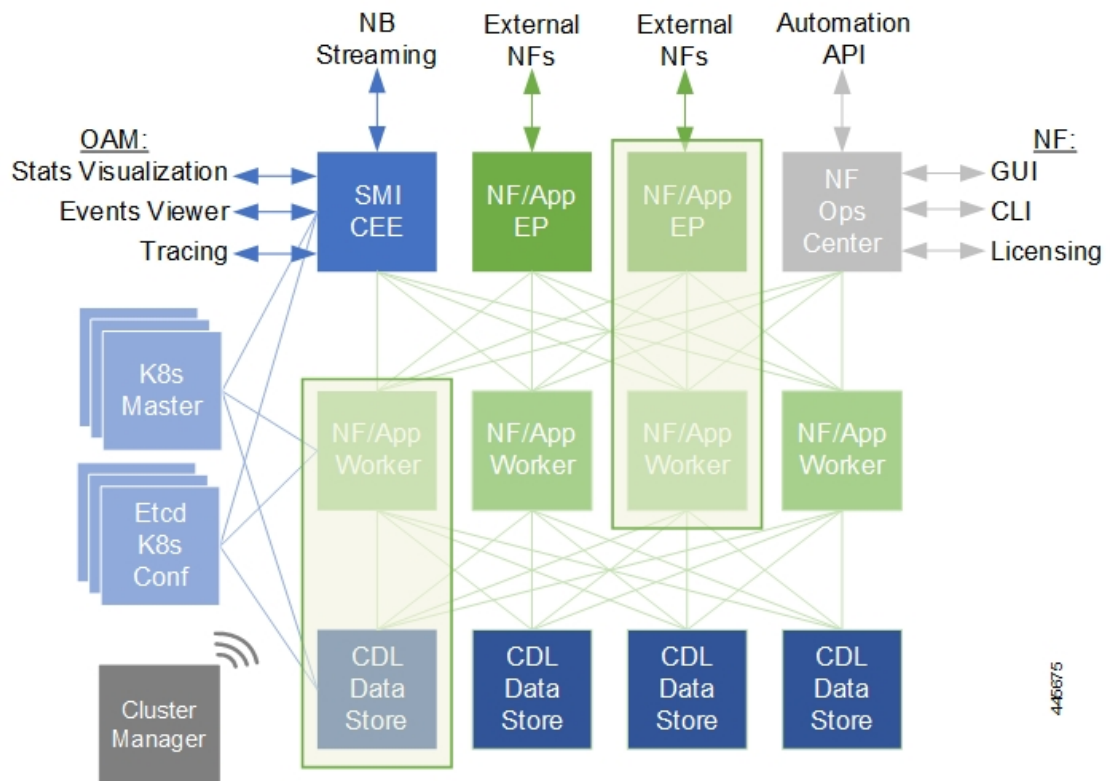 NB
Streaming
External
NFs
External
NFs
Automation
API
OAM:
Stats Visualization
Events Viewer
Tracing
SMI
CEE
NF/App
EP
NF/App
EP
NF
Ops
Center
NF:
GUI
CLI
Licensing
K8s
Master
NF/App
Worker
NF/App
Worker
NF/App
Worker
NF/App
Worker
Etcd
K8s
Conf
Cluster
Manager
CDL
Data
Store
CDL
Data
Store
CDL
Data
Store
CDL
Data
Store
445675